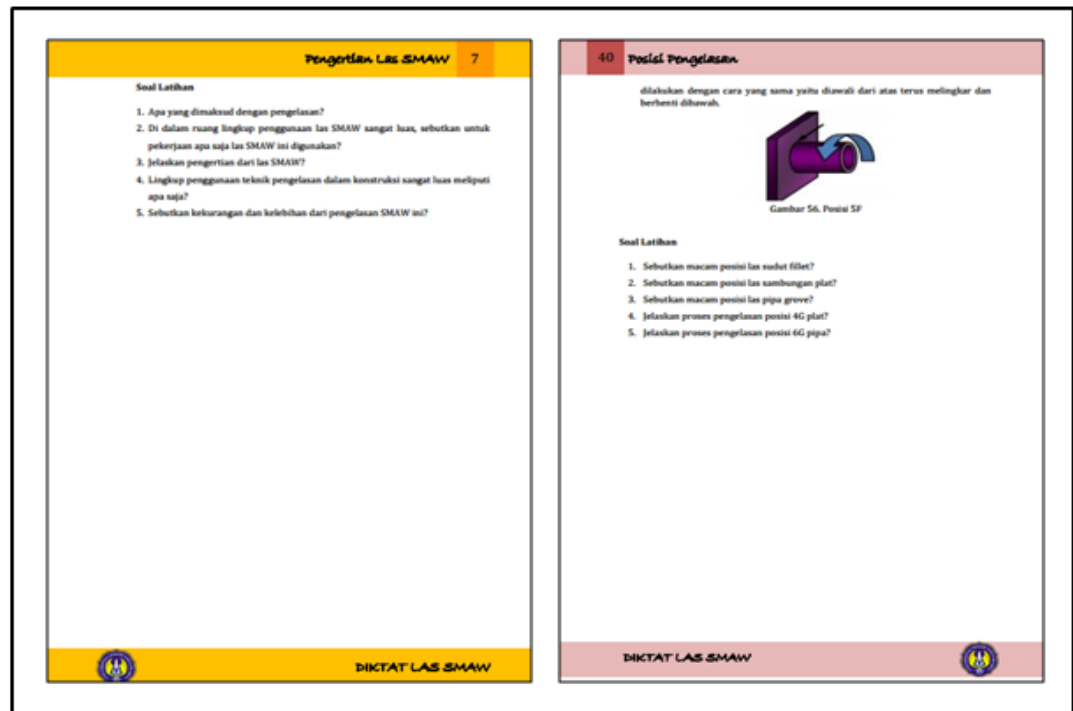 Pengertian Las SMAW 7
Soal Latihan
1. Apa yang dimaksud dengan pengelasan?
2. Di dalam ruang lingkup penggunaan las SMAW sangat luas, sebutkan untuk
pekerjaan apa saja las SMAW ini digunakan?
3. Jelaskan pengertian dari las SMAW?
4. Lingkup penggunaan teknik pengelasan dalam konstruksi sangat luas meliputi
apa saja?
5. Sebutkan kekurangan dan kelebihan dari pengelasan SMAW ini?
DIKTAT LAS SMAW
40 Posisi Pengelasan
dilakukan dengan cara yang sama yaitu diawali dari atas terus melingkar dan
berhenti dibawah.
Gambar 56. Posisi 5F
Soal Latihan
1. Sebutkan macam posisi las sudut fillet?
2. Sebutkan macam posisi las sambungan plat?
3. Sebutkan macam posisi las pipa grove?
4. Jelaskan proses pengelasan posisi 4G plat?
5. Jelaskan proses pengelasan posisi 6G pipa?
DIKTAT LAS SMAW